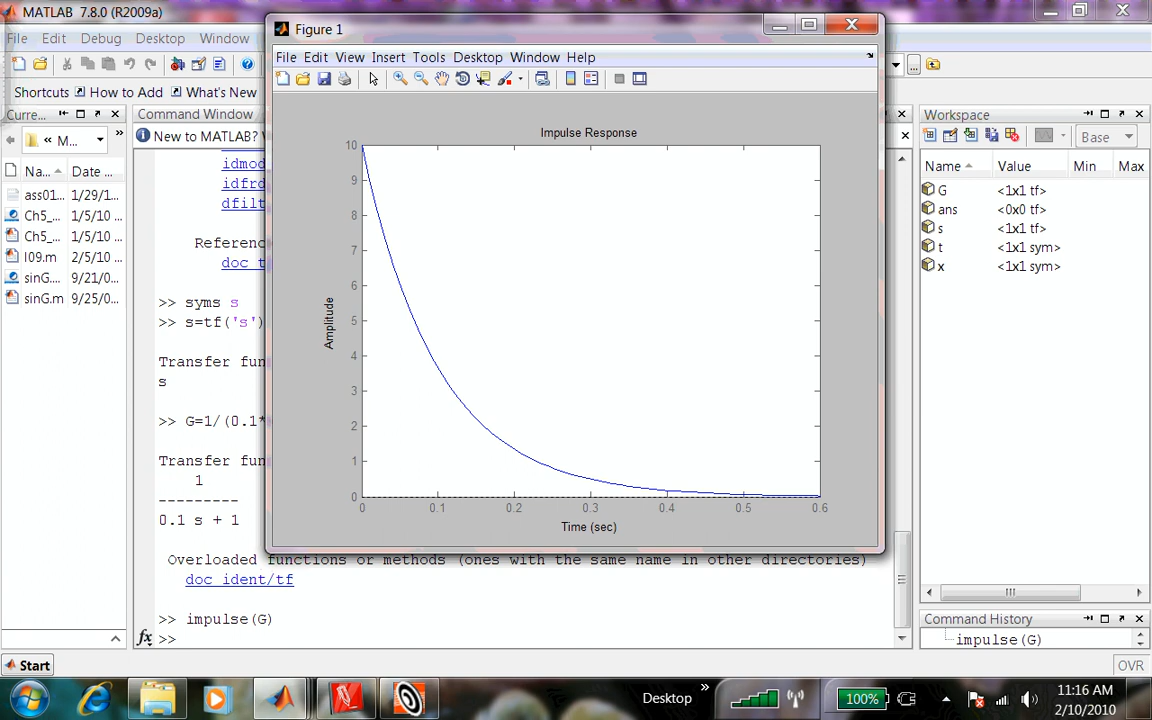 MATLAB 7.8.0 (R2009a)
File Edit Debug Desktop Window
Shortcuts How to Add What's New
Curre...
« M...
Na... Date ...
ass01... 1/29/1...
Ch5_... 1/5/10 ...
Ch5_... 1/5/10 ...
l09.m 2/5/10 ...
sinG.... 9/21/0...
sinG.m 9/25/0...
Command Window
New to MATLAB?
idmod
idfrd
dfilt
Referenc
doc t
>> syms s
>> s=tf('s')
Transfer fun
s
>> G=1/(0.1*
Transfer fun
1
---------
0.1 s + 1
Overloaded functions or methods (ones with the same name in other directories)
doc ident/tf
>> impulse(G)
fx >>
Figure 1
File Edit View Insert Tools Desktop Window Help
Impulse Response
Amplitude
10
9
8
7
6
5
4
3
2
1
0
0 0.1 0.2 0.3 0.4 0.5 0.6
Time (sec)
...
Workspace
Base
Name Value Min Max
G <1x1 tf>
ans <0x0 tf>
s <1x1 tf>
t <1x1 sym>
x <1x1 sym>
Command History
impulse(G)
Start
OVR
Desktop »
100%
11:16 AM
2/10/2010